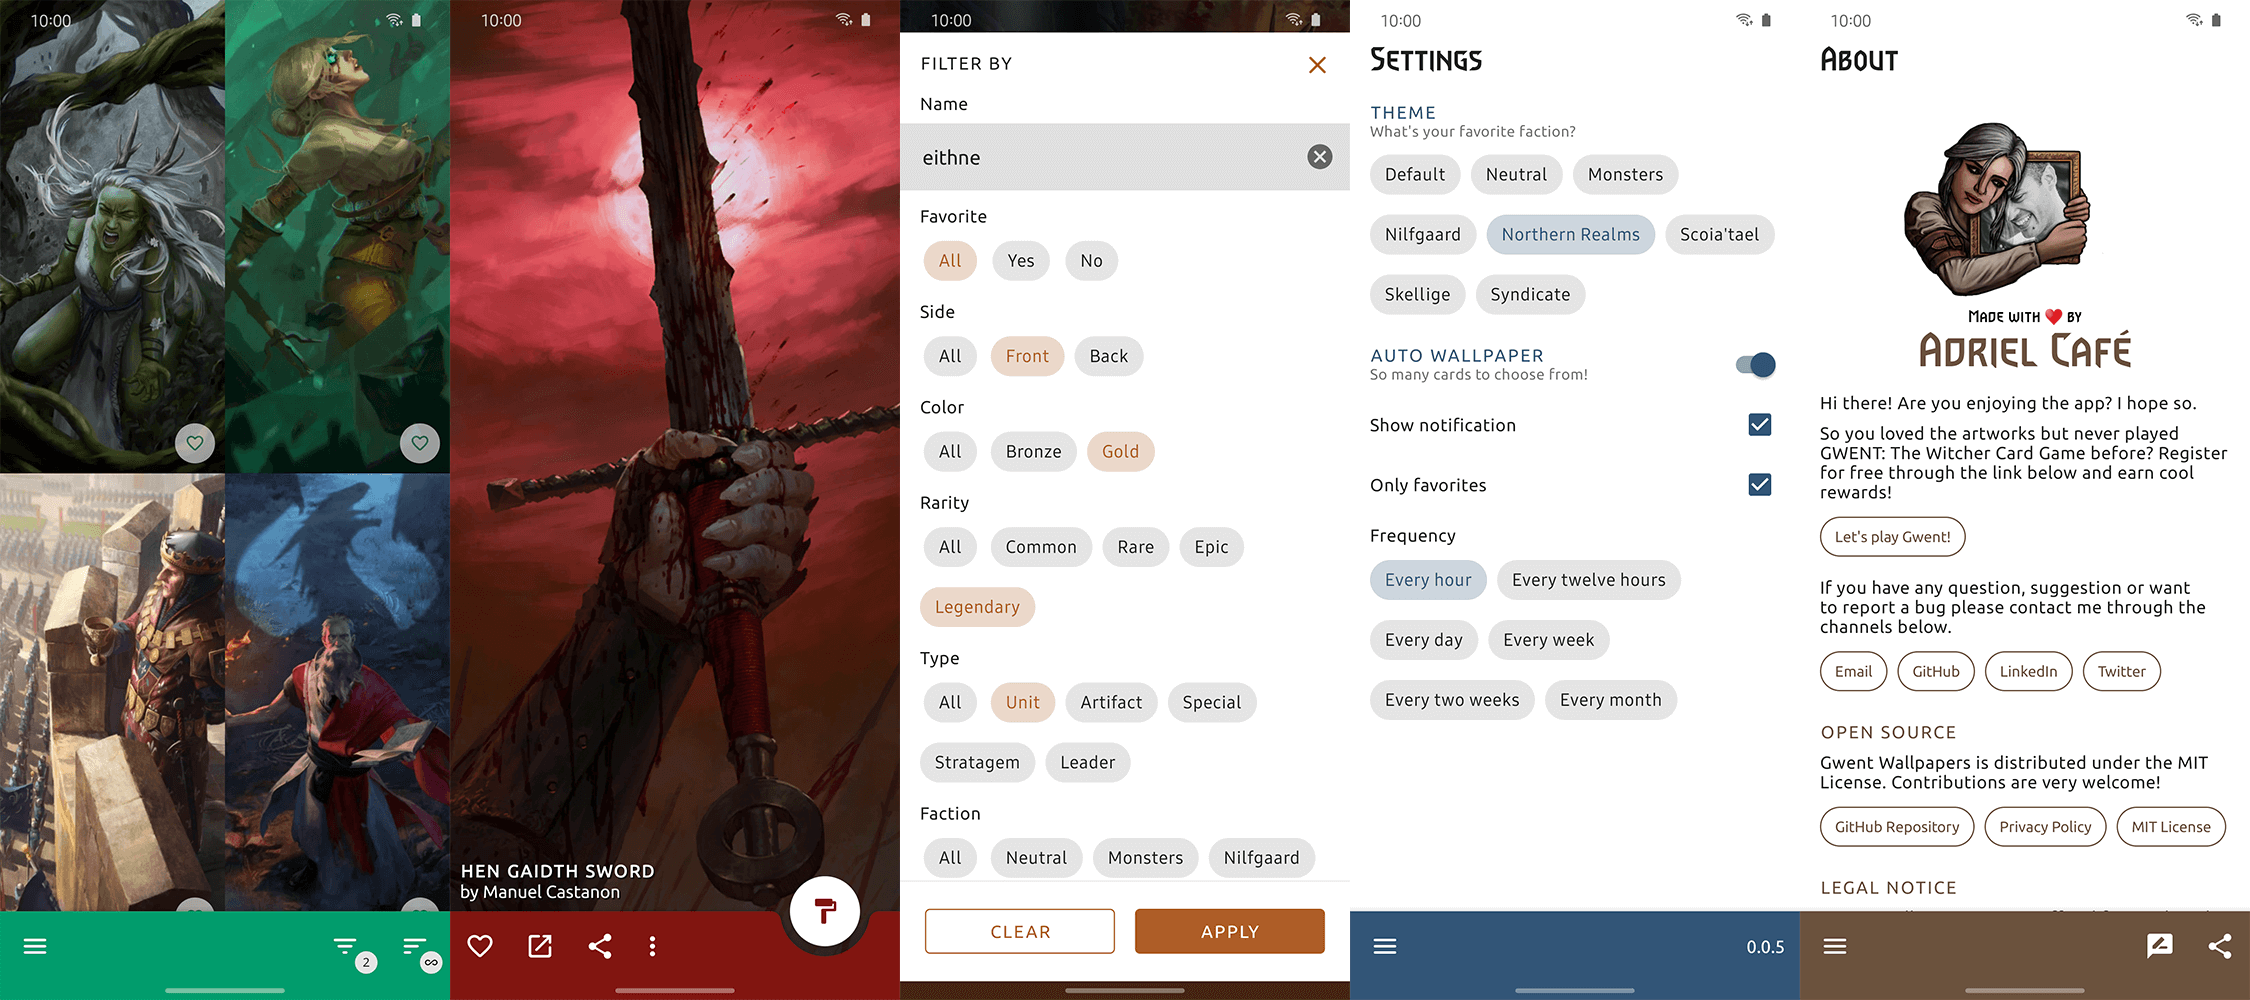 10:00
2
∞
10:00
HEN GAIDTH SWORD
by Manuel Castanon
10:00
FILTER BY
Name
eithne
Favorite
All Yes No
Side
All Front Back
Color
All Bronze Gold
Rarity
All Common Rare Epic
Legendary
Type
All Unit Artifact Special
Stratagem Leader
Faction
All Neutral Monsters Nilfgaard
CLEAR APPLY
10:00
SETTINGS
THEME
What's your favorite faction?
Default Neutral Monsters
Nilfgaard Northern Realms Scoia'tael
Skellige Syndicate
AUTO WALLPAPER
So many cards to choose from!
Show notification
Only favorites
Frequency
Every hour Every twelve hours
Every day Every week
Every two weeks Every month
0.0.5
10:00
ABOUT
MADE WITH ❤️ BY
ADRIEL CAFÉ
Hi there! Are you enjoying the app? I hope so.
So you loved the artworks but never played
GWENT: The Witcher Card Game before? Register
for free through the link below and earn cool
rewards!
Let's play Gwent!
If you have any question, suggestion or want
to report a bug please contact me through the
channels below.
Email GitHub LinkedIn Twitter
OPEN SOURCE
Gwent Wallpapers is distributed under the MIT
License. Contributions are very welcome!
GitHub Repository Privacy Policy MIT License
LEGAL NOTICE